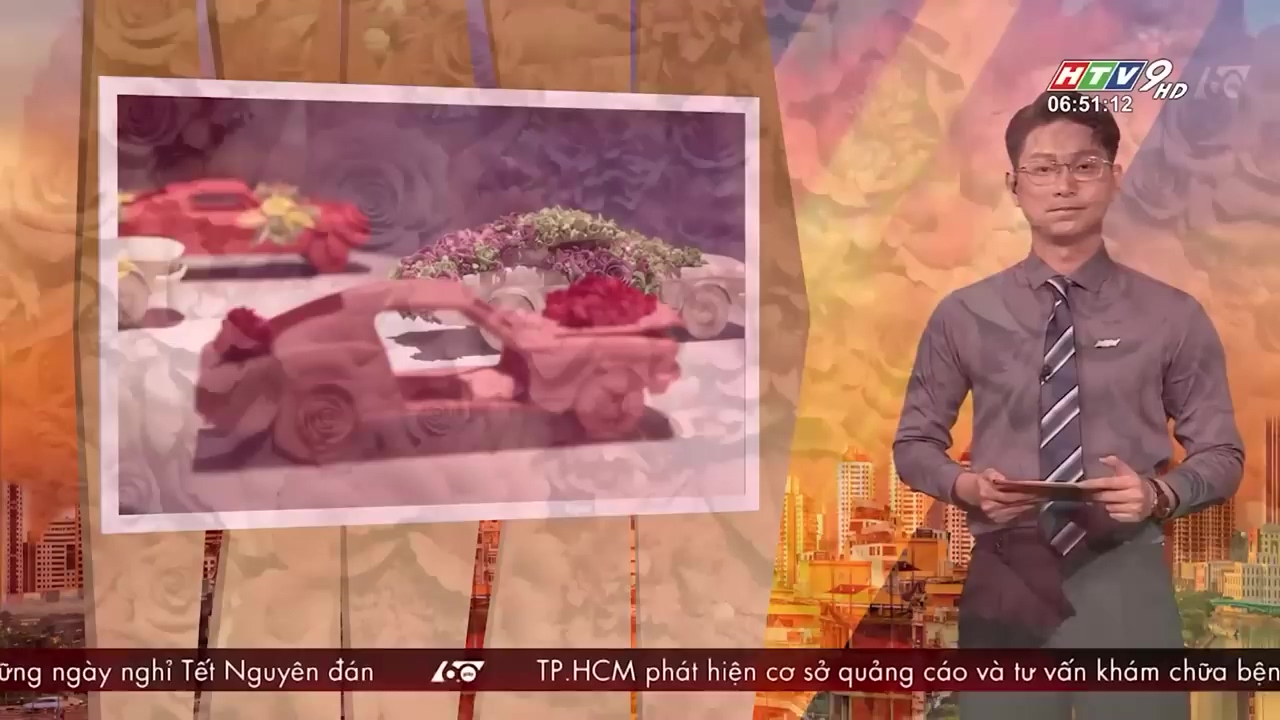 HTV9 HD
06:51:12
ững ngày nghỉ Tết Nguyên đán 60 TP.HCM phát hiện cơ sở quảng cáo và tư vấn khám chữa bện